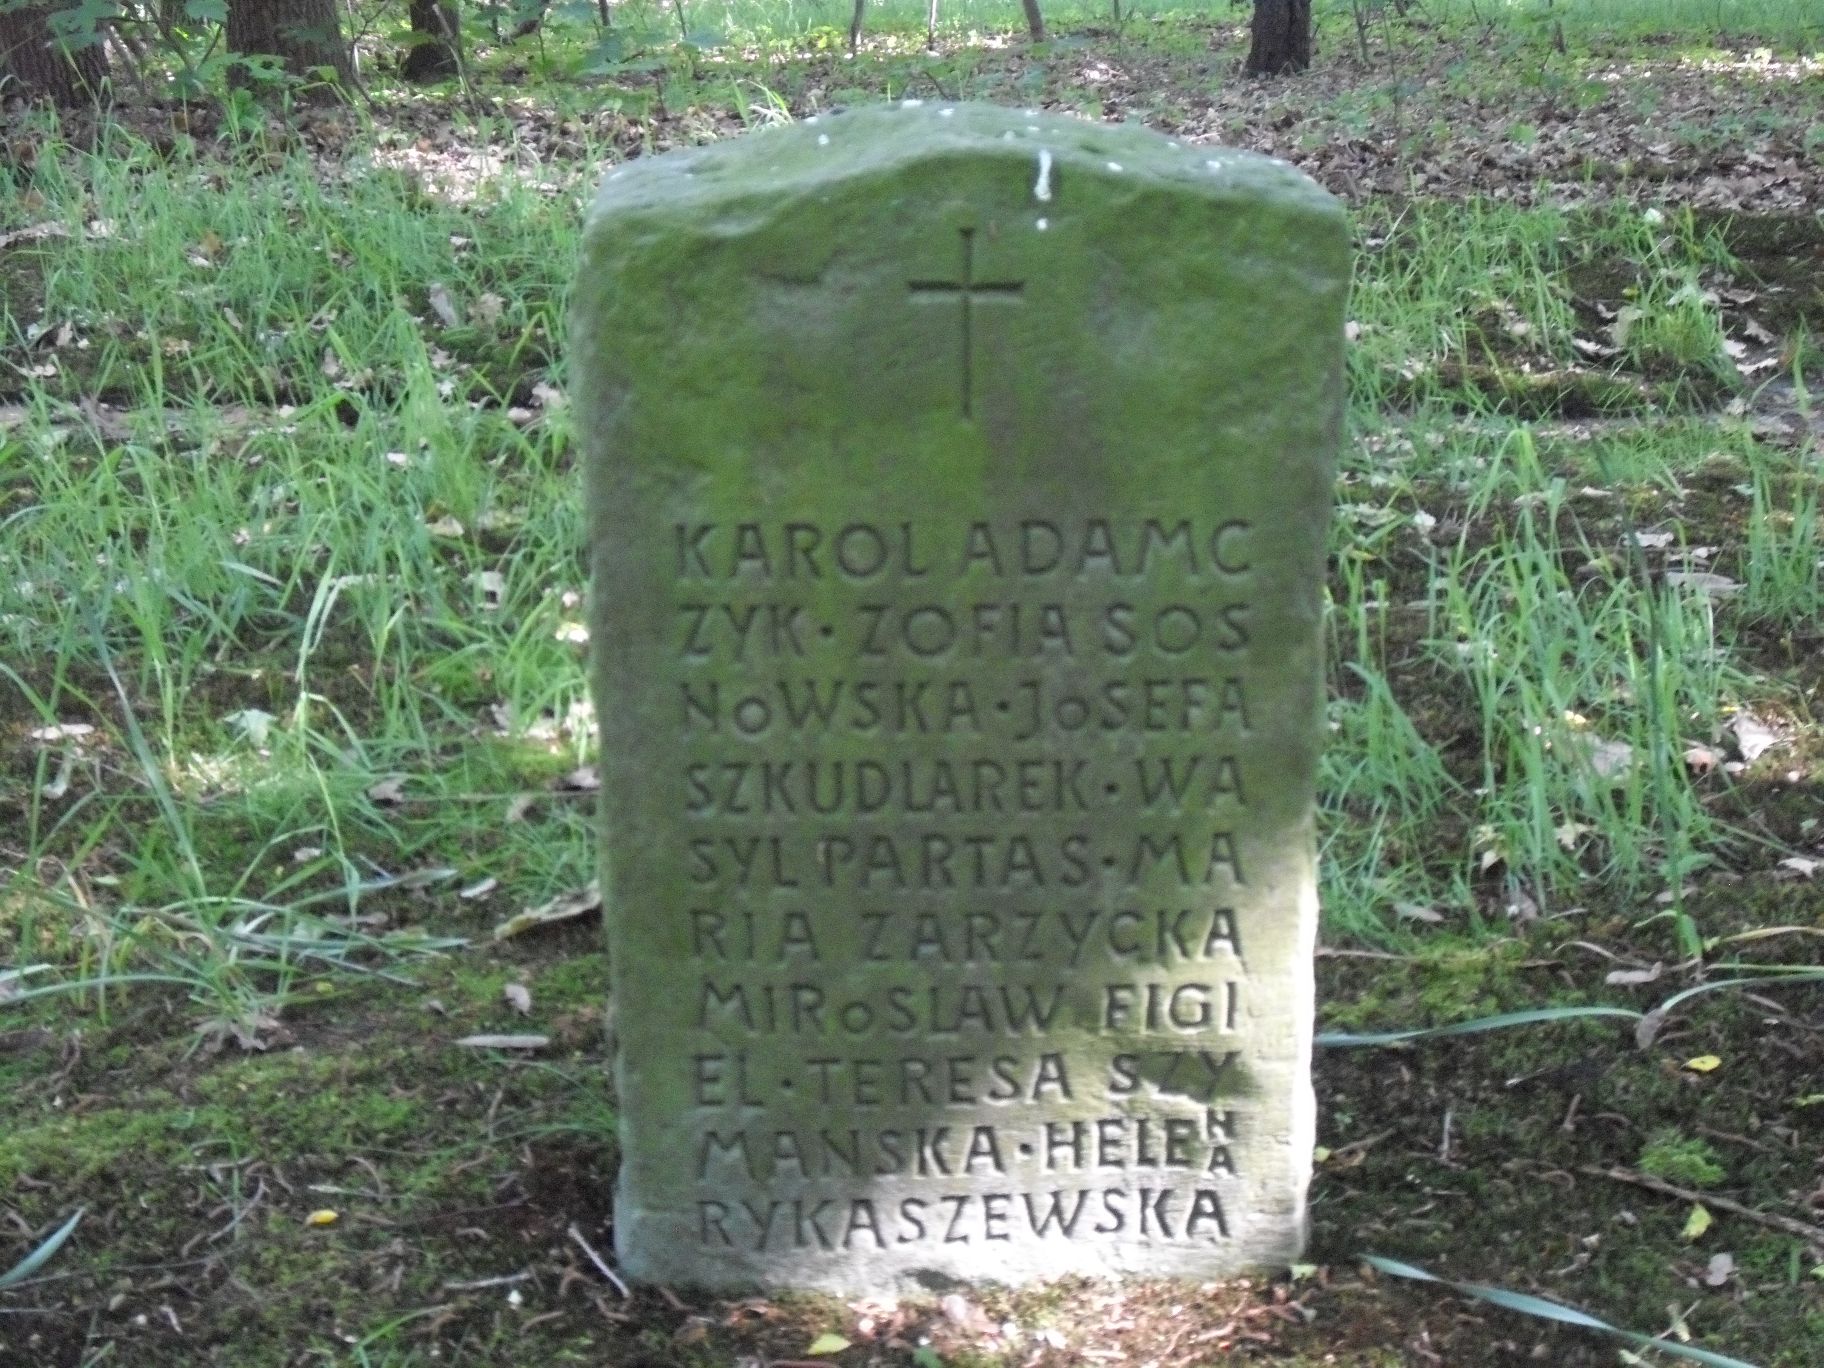 KAROL ADAMC
ZYK · ZOFIA SOS
NOWSKA · JOSEFA
SZKUDLAREK · WA
SYL PARTAS · MA
RIA ZARZYCKA
MIROSLAW FIGI
EL · TERESA SZY
MANSKA · HELENA
RYKASZEWSKA